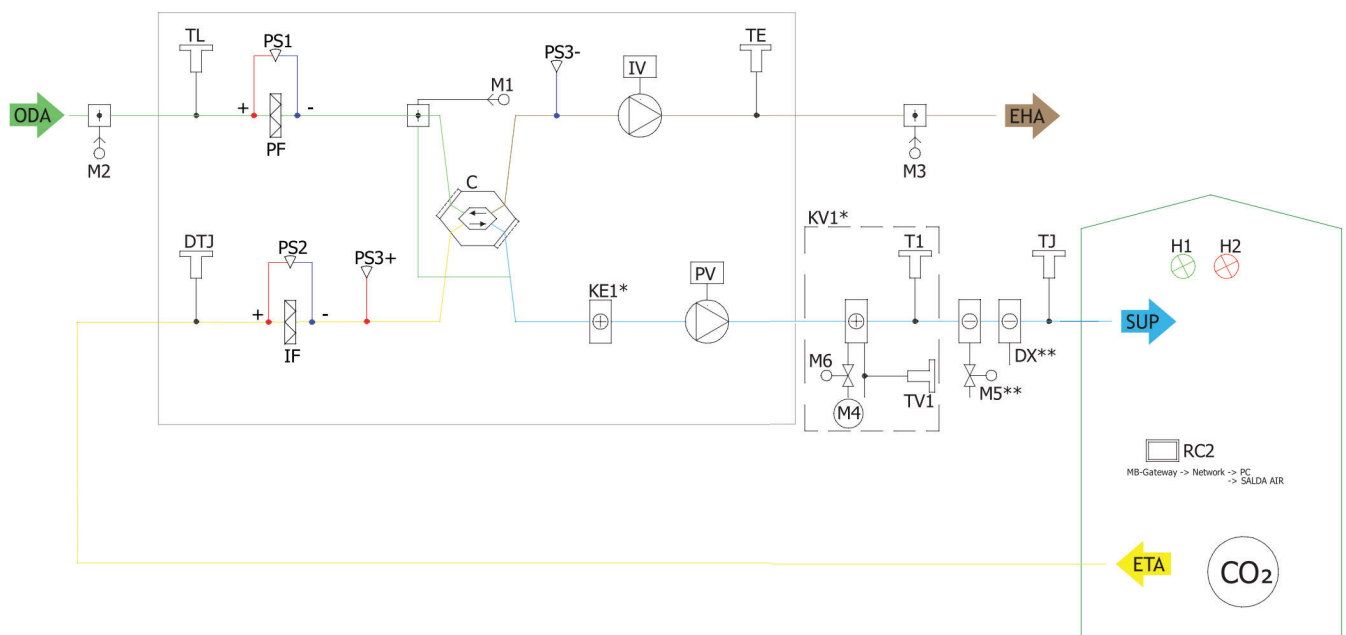 TL
PS1
PS3-
IV
TE
M1
ODA
+
-
EHA
M2
PF
M3
C
KV1*
DTJ
PS2
PS3+
PV
T1
TJ
H1
H2
KE1*
+
-
SUP
IF
M6
DX**
M4
TV1
M5**
RC2
MB-Gateway -> Network -> PC
-> SALDA AIR
ETA
CO₂